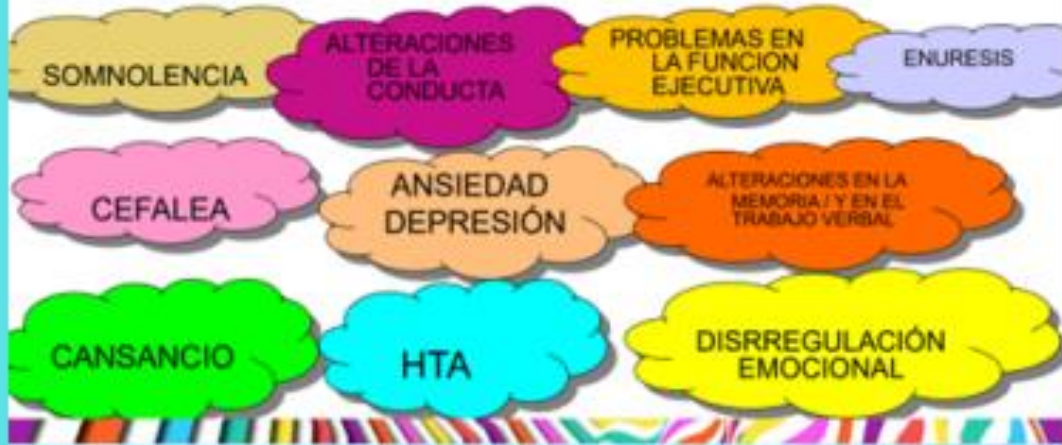 SOMNOLENCIA
ALTERACIONES
DE LA
CONDUCTA
PROBLEMAS EN
LA FUNCION
EJECUTIVA
ENURESIS
CEFALEA
ANSIEDAD
DEPRESIÓN
ALTERACIONES EN LA
MEMORIA / Y EN EL
TRABAJO VERBAL
CANSANCIO
HTA
DISRREGULACIÓN
EMOCIONAL